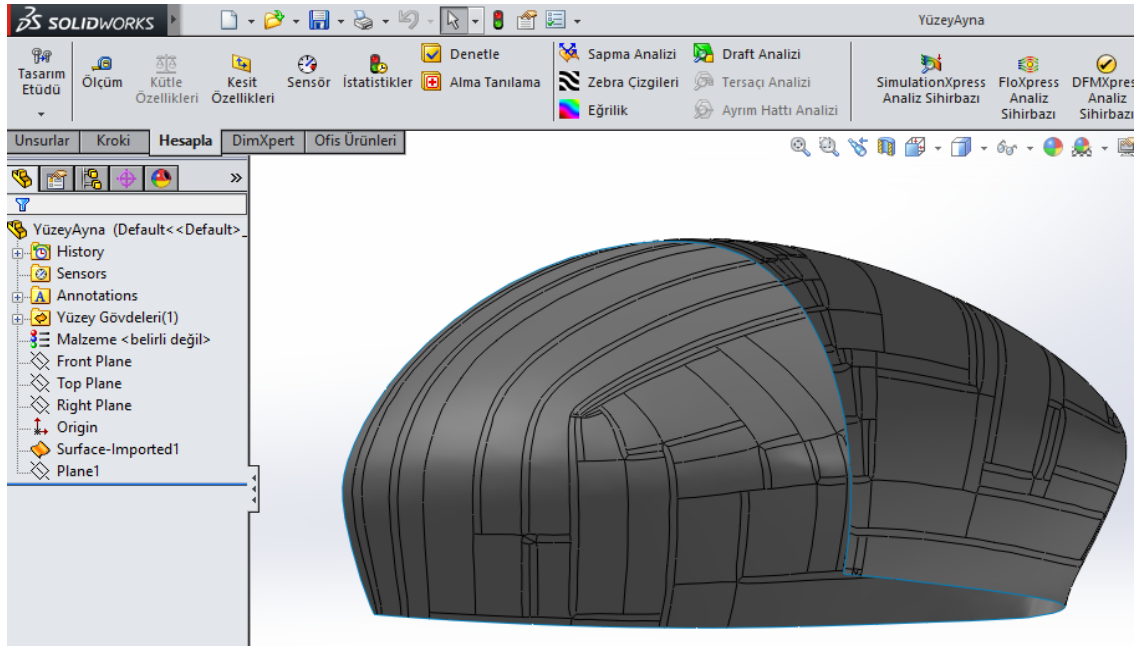 SOLIDWORKS
YüzeyAyna
Tasarım
Etüdü
Ölçüm
Kütle
Özellikleri
Kesit
Özellikleri
Sensör
İstatistikler
Denetle
Alma Tanılama
Sapma Analizi
Zebra Çizgileri
Eğrilik
Draft Analizi
Tersaçı Analizi
Ayrım Hattı Analizi
SimulationXpress
Analiz Sihirbazı
FloXpress
Analiz
Sihirbazı
DFMXpres
Analiz
Sihirbazı
Unsurlar
Kroki
Hesapla
DimXpert
Ofis Ürünleri
»
YüzeyAyna (Default<<Default>_
History
Sensors
A Annotations
Yüzey Gövdeleri(1)
Malzeme <belirli değil>
Front Plane
Top Plane
Right Plane
Origin
Surface-Imported1
Plane1